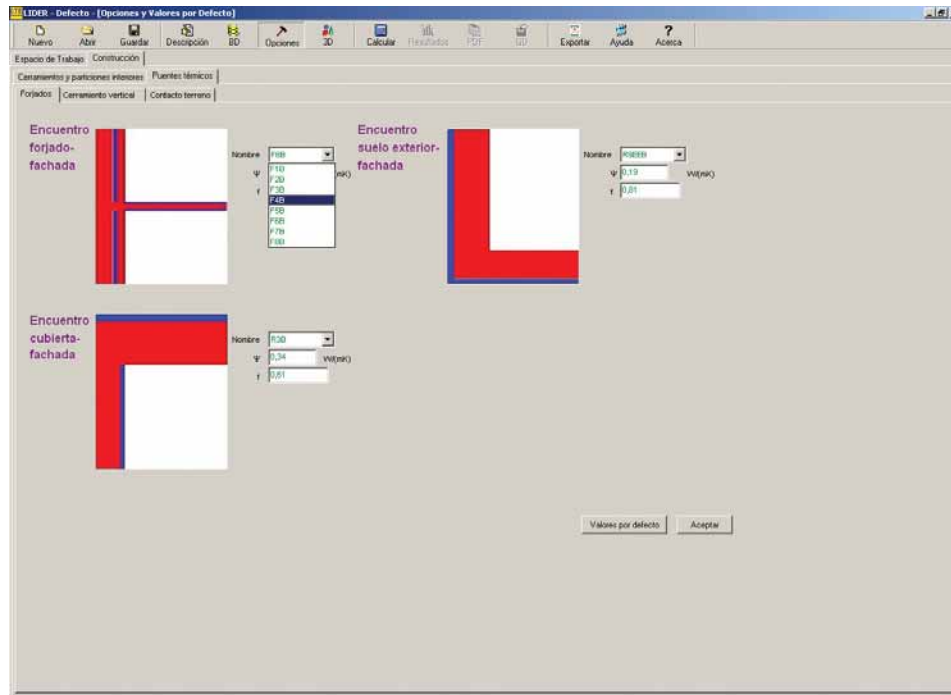 LIDER - Defecto - [Opciones y Valores por Defecto]
Nuevo Abrir Guardar Descripción BD Opciones 3D Calcular Resultados PDF Exportar Ayuda Acerca
Espacio de Trabajo Construcción
Cerramientos y particiones interiores Puentes térmicos
Forjados Cerramiento vertical Contacto terreno
Encuentro forjado-fachada
Nombre
Ψ
f
F1B
F2B
F3B
F4B
F5B
F6B
F7B
F8B
Encuentro suelo exterior-fachada
Nombre
Ψ 0,19 W/(mK)
f 0,81
Encuentro cubierta-fachada
Nombre R3B
Ψ 0,34 W/(mK)
f 0,61
Valores por defecto Aceptar